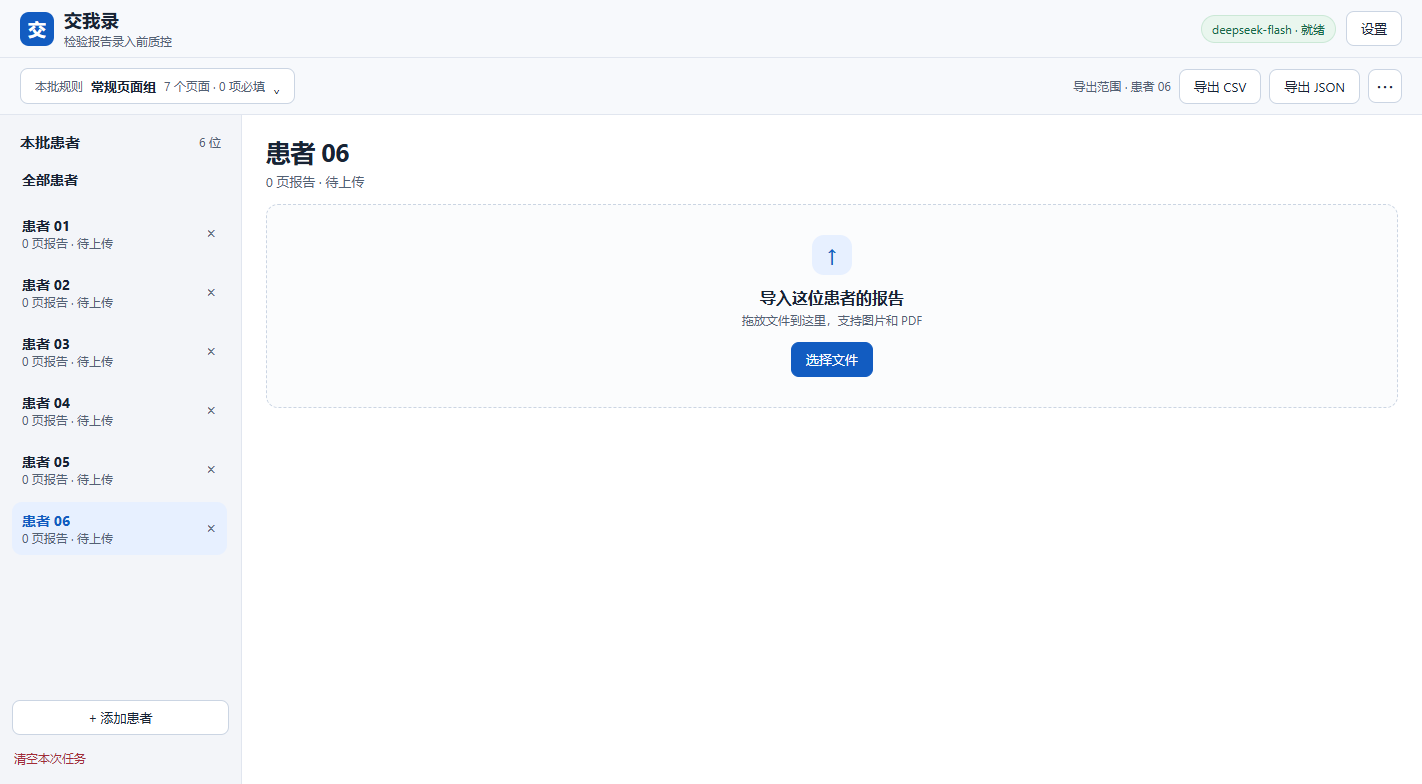 交
交我录
检验报告录入前质控
deepseek-flash · 就绪
设置
本批规则 常规页面组 7 个页面 · 0 项必填
导出范围 · 患者 06
导出 CSV
导出 JSON
···
本批患者 6 位
全部患者
患者 01
0 页报告 · 待上传
×
患者 02
0 页报告 · 待上传
×
患者 03
0 页报告 · 待上传
×
患者 04
0 页报告 · 待上传
×
患者 05
0 页报告 · 待上传
×
患者 06
0 页报告 · 待上传
×
+ 添加患者
清空本次任务
患者 06
0 页报告 · 待上传
↑
导入这位患者的报告
拖放文件到这里，支持图片和 PDF
选择文件